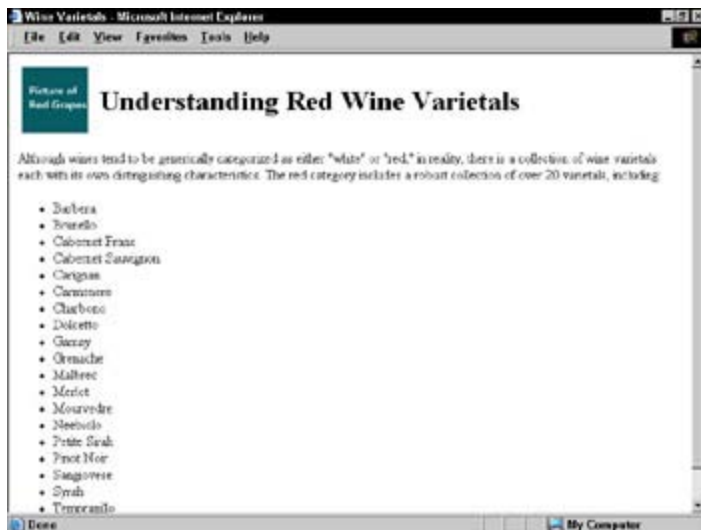 Wine Varietals - Microsoft Internet Explorer
File Edit View Favorites Tools Help
Picture of
Red Grapes
Understanding Red Wine Varietals
Although wines tend to be generically categorized as either "white" or "red," in reality, there is a collection of wine varietals
each with its own distinguishing characteristics. The red category includes a robust collection of over 20 varietals, including:
• Barbera
• Brunello
• Cabernet Franc
• Cabernet Sauvignon
• Carignan
• Carmenere
• Charbono
• Dolcetto
• Gamay
• Grenache
• Malbec
• Merlot
• Mourvedre
• Nebbiolo
• Petite Sirah
• Pinot Noir
• Sangiovese
• Syrah
• Tempranillo
Done
My Computer